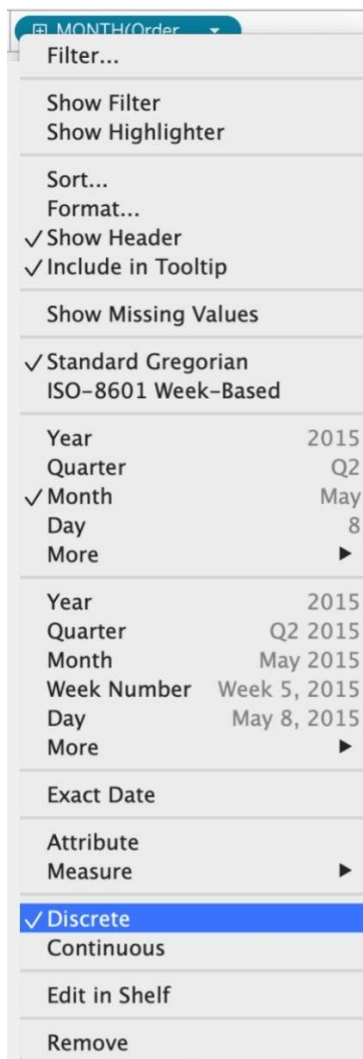 MONTH(Order
Filter...
Show Filter
Show Highlighter
Sort...
Format...
✓ Show Header
✓ Include in Tooltip
Show Missing Values
✓ Standard Gregorian
ISO-8601 Week-Based
Year 2015
Quarter Q2
✓ Month May
Day 8
More ▶
Year 2015
Quarter Q2 2015
Month May 2015
Week Number Week 5, 2015
Day May 8, 2015
More ▶
Exact Date
Attribute
Measure ▶
✓ Discrete
Continuous
Edit in Shelf
Remove